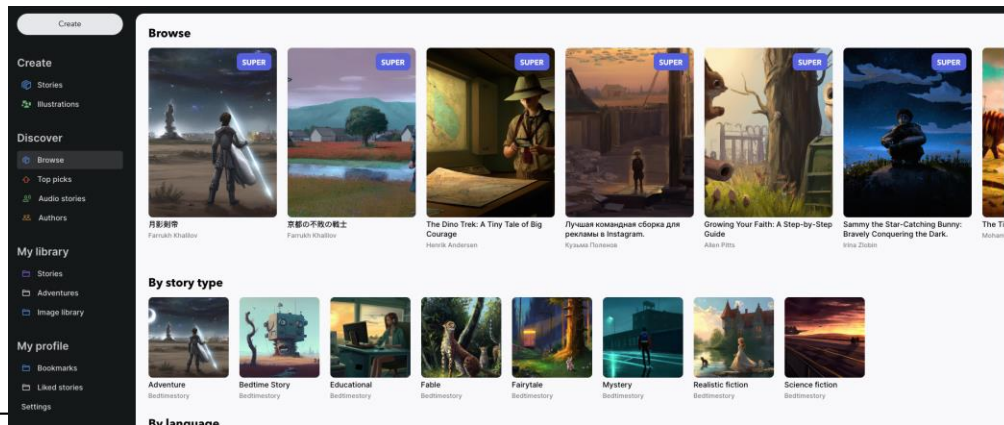 Create
Create
Stories
Illustrations
Discover
Browse
Top picks
Audio stories
Authors
My library
Stories
Adventures
Image library
My profile
Bookmarks
Liked stories
Settings
Browse
SUPER
SUPER
SUPER
SUPER
SUPER
SUPER
月影剣帝
Farrukh Khalilov
京都の不敗の戦士
Farrukh Khalilov
The Dino Trek: A Tiny Tale of Big
Courage
Henrik Andersen
Лучшая командная сборка для
рекламы в Instagram.
Кузьма Поленов
Growing Your Faith: A Step-by-Step
Guide
Allen Pitts
Sammy the Star-Catching Bunny:
Bravely Conquering the Dark.
Irina Zlobin
The Ti
Moham
By story type
Adventure
Bedtimestory
Bedtime Story
Bedtimestory
Educational
Bedtimestory
Fable
Bedtimestory
Fairytale
Bedtimestory
Mystery
Bedtimestory
Realistic fiction
Bedtimestory
Science fiction
Bedtimestory
By language